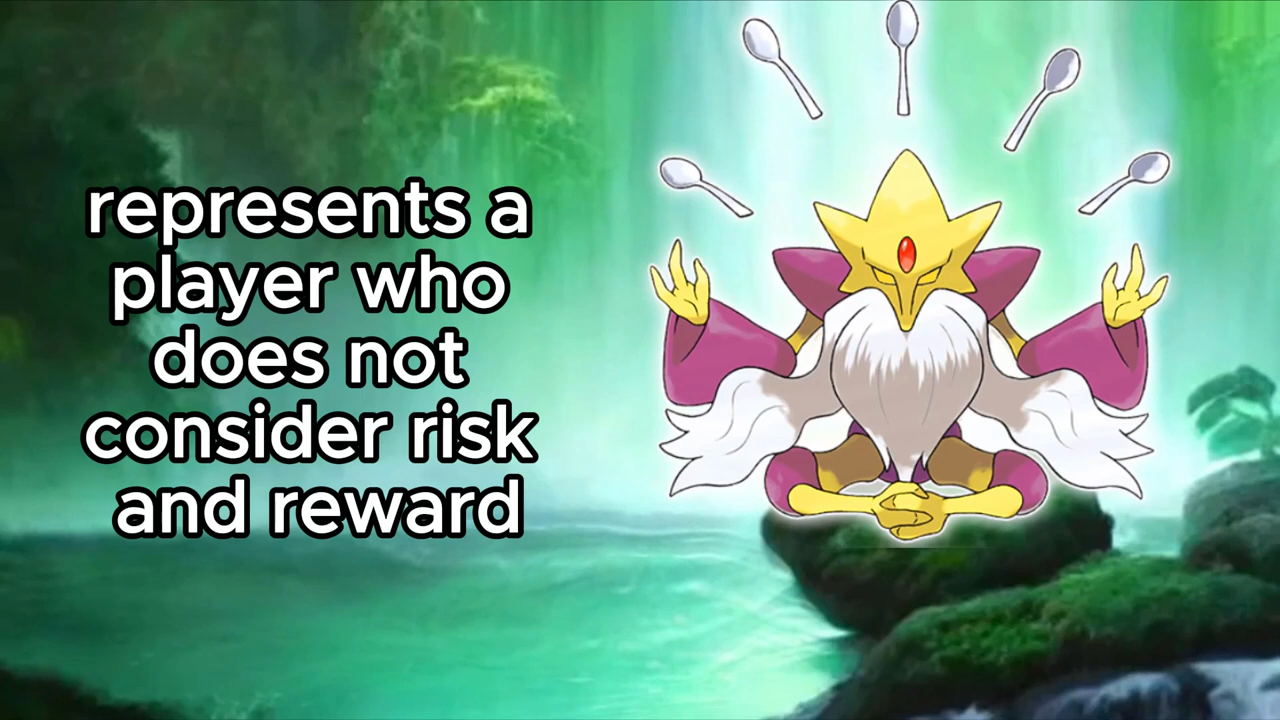 represents a
player who
does not
consider risk
and reward